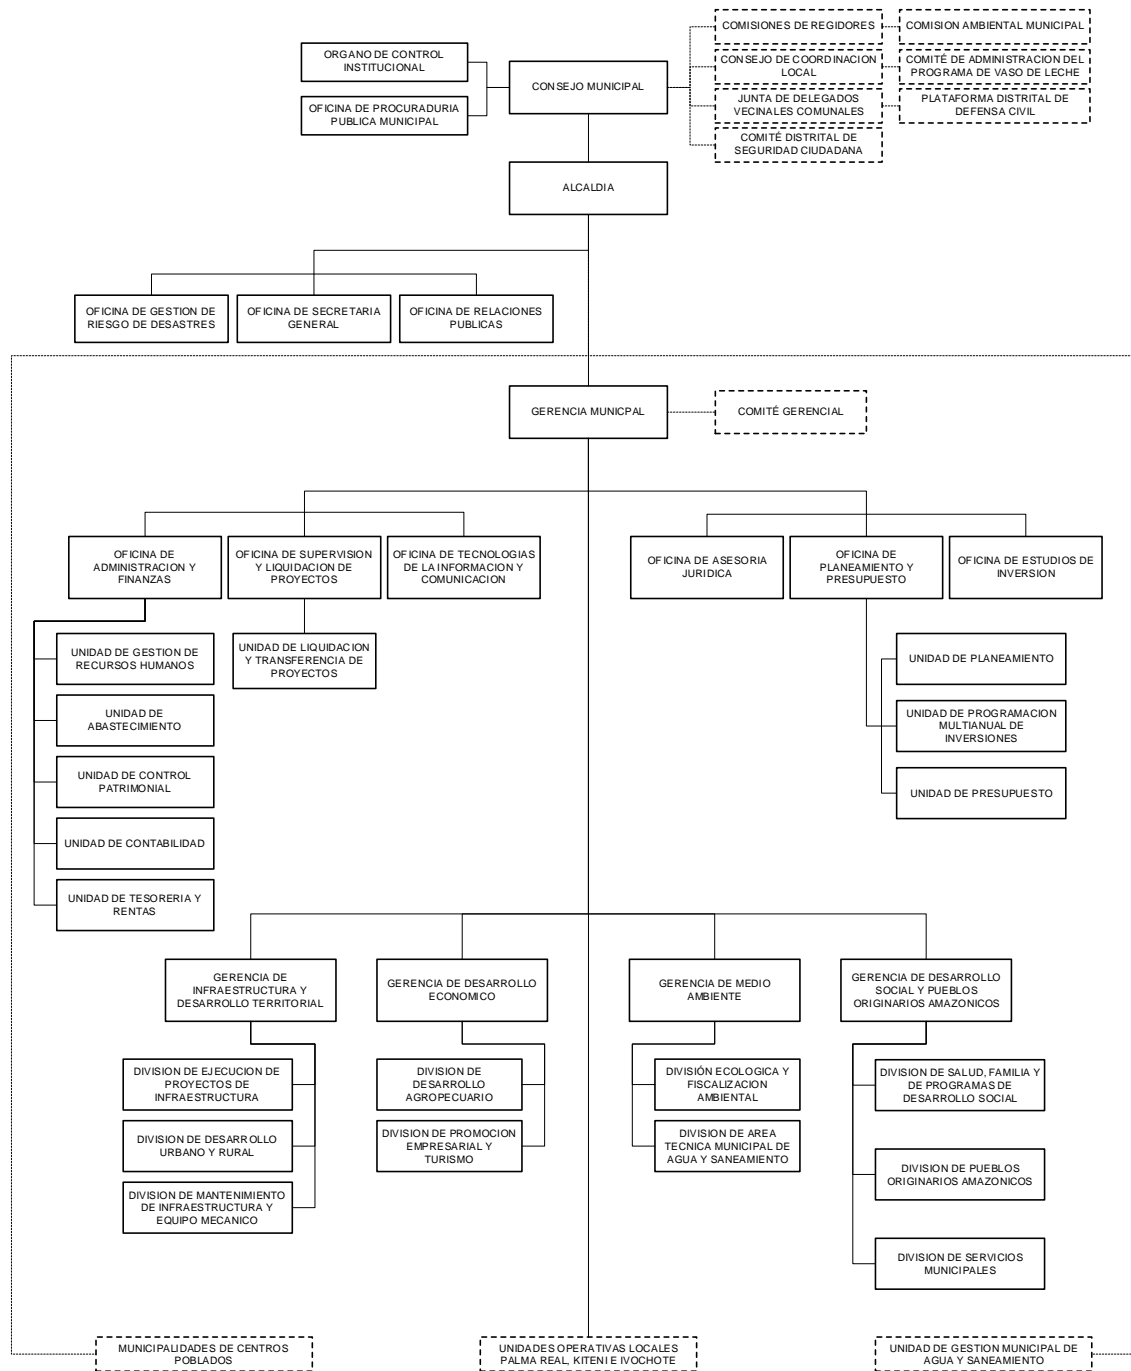 COMISIONES DE REGIDORES
COMISION AMBIENTAL MUNICIPAL
ORGANO DE CONTROL
INSTITUCIONAL
CONSEJO DE COORDINACION
LOCAL
COMITÉ DE ADMINISTRACION DEL
PROGRAMA DE VASO DE LECHE
CONSEJO MUNICIPAL
OFICINA DE PROCURADURIA
PUBLICA MUNICIPAL
JUNTA DE DELEGADOS
VECINALES COMUNALES
PLATAFORMA DISTRITAL DE
DEFENSA CIVIL
COMITÉ DISTRITAL DE
SEGURIDAD CIUDADANA
ALCALDIA
OFICINA DE GESTION DE
RIESGO DE DESASTRES
OFICINA DE SECRETARIA
GENERAL
OFICINA DE RELACIONES
PUBLICAS
GERENCIA MUNICPAL
COMITÉ GERENCIAL
OFICINA DE
ADMINISTRACION Y
FINANZAS
OFICINA DE SUPERVISION
Y LIQUIDACION DE
PROYECTOS
OFICINA DE TECNOLOGIAS
DE LA INFORMACION Y
COMUNICACION
OFICINA DE ASESORIA
JURIDICA
OFICINA DE
PLANEAMIENTO Y
PRESUPUESTO
OFICINA DE ESTUDIOS DE
INVERSION
UNIDAD DE GESTION DE
RECURSOS HUMANOS
UNIDAD DE LIQUIDACION
Y TRANSFERENCIA DE
PROYECTOS
UNIDAD DE PLANEAMIENTO
UNIDAD DE
ABASTECIMIENTO
UNIDAD DE PROGRAMACION
MULTIANUAL DE
INVERSIONES
UNIDAD DE CONTROL
PATRIMONIAL
UNIDAD DE PRESUPUESTO
UNIDAD DE CONTABILIDAD
UNIDAD DE TESORERIA Y
RENTAS
GERENCIA DE
INFRAESTRUCTURA Y
DESARROLLO TERRITORIAL
GERENCIA DE DESARROLLO
ECONOMICO
GERENCIA DE MEDIO
AMBIENTE
GERENCIA DE DESARROLLO
SOCIAL Y PUEBLOS
ORIGINARIOS AMAZONICOS
DIVISION DE EJECUCION DE
PROYECTOS DE
INFRAESTRUCTURA
DIVISION DE
DESARROLLO
AGROPECUARIO
DIVISIÓN ECOLOGICA Y
FISCALIZACION
AMBIENTAL
DIVISION DE SALUD, FAMILIA Y
DE PROGRAMAS DE
DESARROLLO SOCIAL
DIVISION DE DESARROLLO
URBANO Y RURAL
DIVISION DE PROMOCION
EMPRESARIAL Y
TURISMO
DIVISION DE AREA
TECNICA MUNICIPAL DE
AGUA Y SANEAMIENTO
DIVISION DE PUEBLOS
ORIGINARIOS AMAZONICOS
DIVISION DE MANTENIMIENTO
DE INFRAESTRUCTURA Y
EQUIPO MECANICO
DIVISION DE SERVICIOS
MUNICIPALES
MUNICIPALIDADES DE CENTROS
POBLADOS
UNIDADES OPERATIVAS LOCALES
PALMA REAL, KITENI E IVOCHOTE
UNIDAD DE GESTION MUNICIPAL DE
AGUA Y SANEAMIENTO